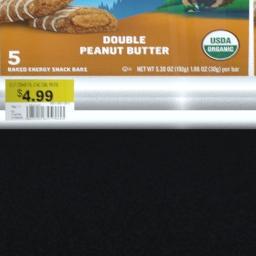 DOUBLE
PEANUT BUTTER
USDA
ORGANIC
5
BAKED ENERGY SNACK BARS
NET WT 5.30 OZ (150g) 1.06 OZ (30g) per bar
$4.99